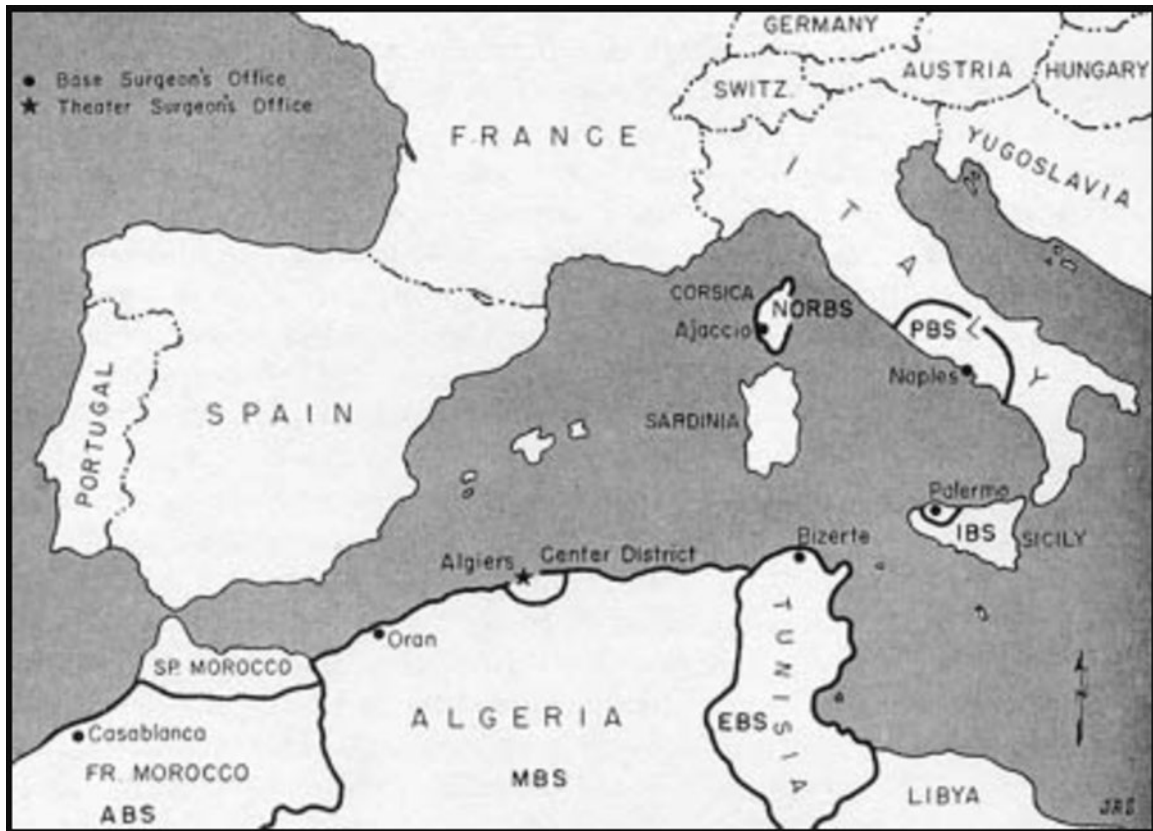 GERMANY
AUSTRIA
HUNGARY
SWITZ.
Base Surgeon's Office
Theater Surgeon's Office
FRANCE
YUGOSLAVIA
ITALY
CORSICA
NORBS
Ajaccio
PBS
Naples
PORTUGAL
SPAIN
SARDINIA
Palermo
IBS
SICILY
Bizerte
Algiers
Center District
Oran
TUNISIA
SP. MOROCCO
Casablanca
ALGERIA
EBS
FR. MOROCCO
MBS
ABS
LIBYA
JRS